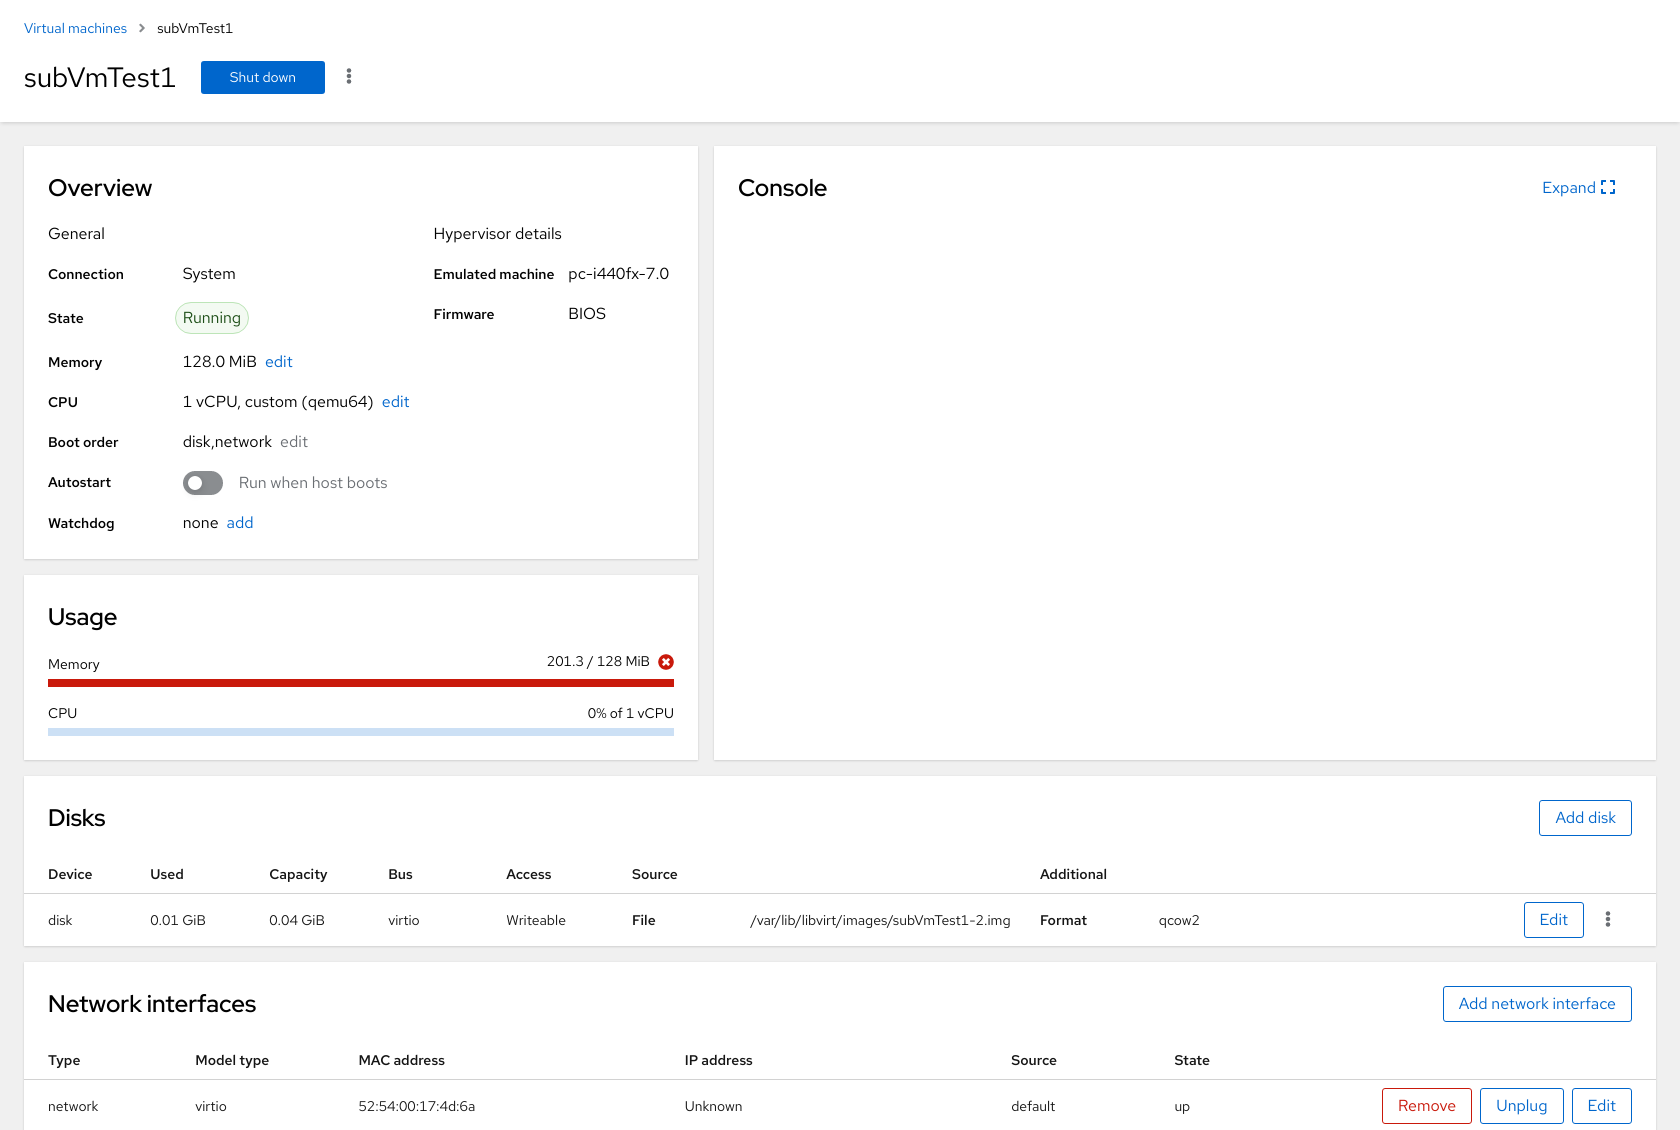 Virtual machines > subVmTest1
subVmTest1 Shut down
Overview
General
Connection System
State Running
Memory 128.0 MiB edit
CPU 1 vCPU, custom (qemu64) edit
Boot order disk,network edit
Autostart Run when host boots
Watchdog none add
Hypervisor details
Emulated machine pc-i440fx-7.0
Firmware BIOS
Console Expand
Usage
Memory 201.3 / 128 MiB
CPU 0% of 1 vCPU
Disks Add disk
Device Used Capacity Bus Access Source Additional
disk 0.01 GiB 0.04 GiB virtio Writeable File /var/lib/libvirt/images/subVmTest1-2.img Format qcow2 Edit
Network interfaces Add network interface
Type Model type MAC address IP address Source State
network virtio 52:54:00:17:4d:6a Unknown default up Remove Unplug Edit